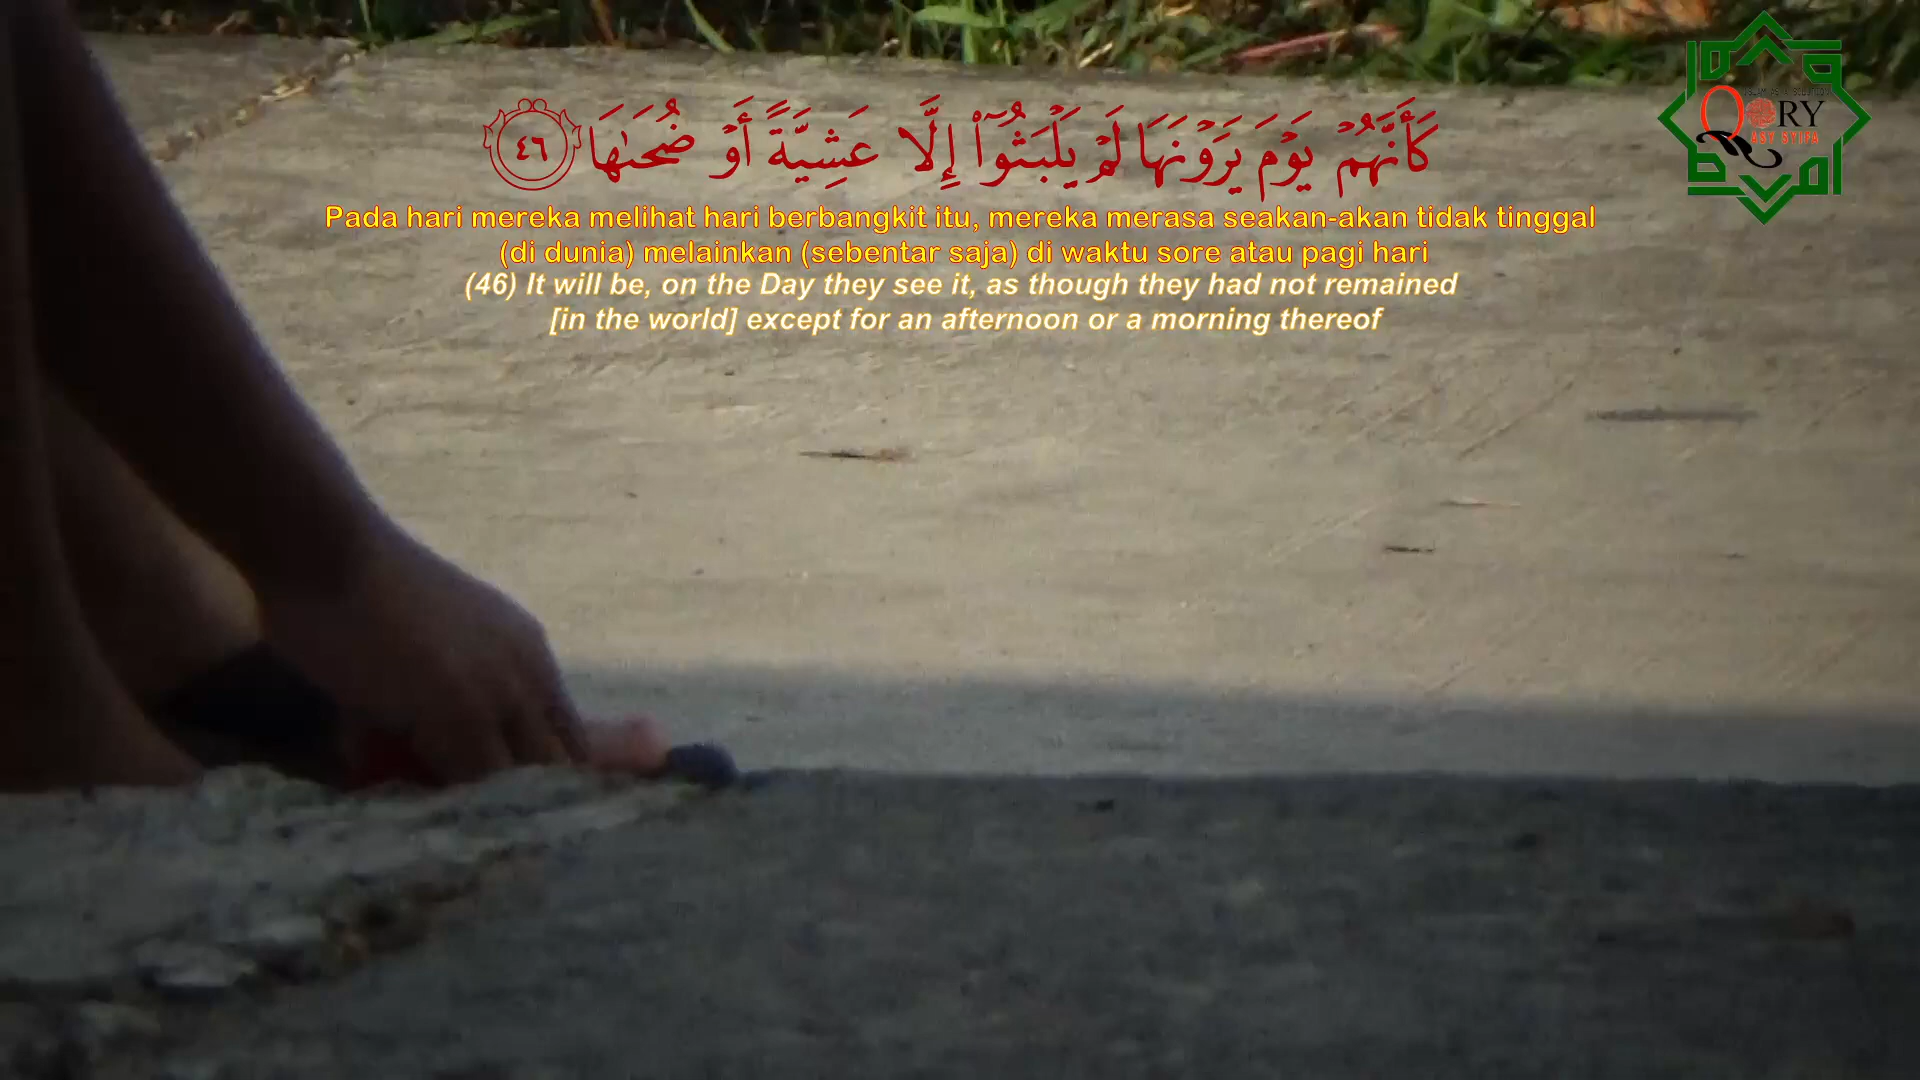 كَأَنَّهُمْ يَوْمَ يَرَوْنَهَا لَمْ يَلْبَثُوٓا۟ إِلَّا عَشِيَّةً أَوْ ضُحَىٰهَا ٤٦
Pada hari mereka melihat hari berbangkit itu, mereka merasa seakan-akan tidak tinggal
(di dunia) melainkan (sebentar saja) di waktu sore atau pagi hari
(46) It will be, on the Day they see it, as though they had not remained
[in the world] except for an afternoon or a morning thereof
QORY
ASY SYIFA